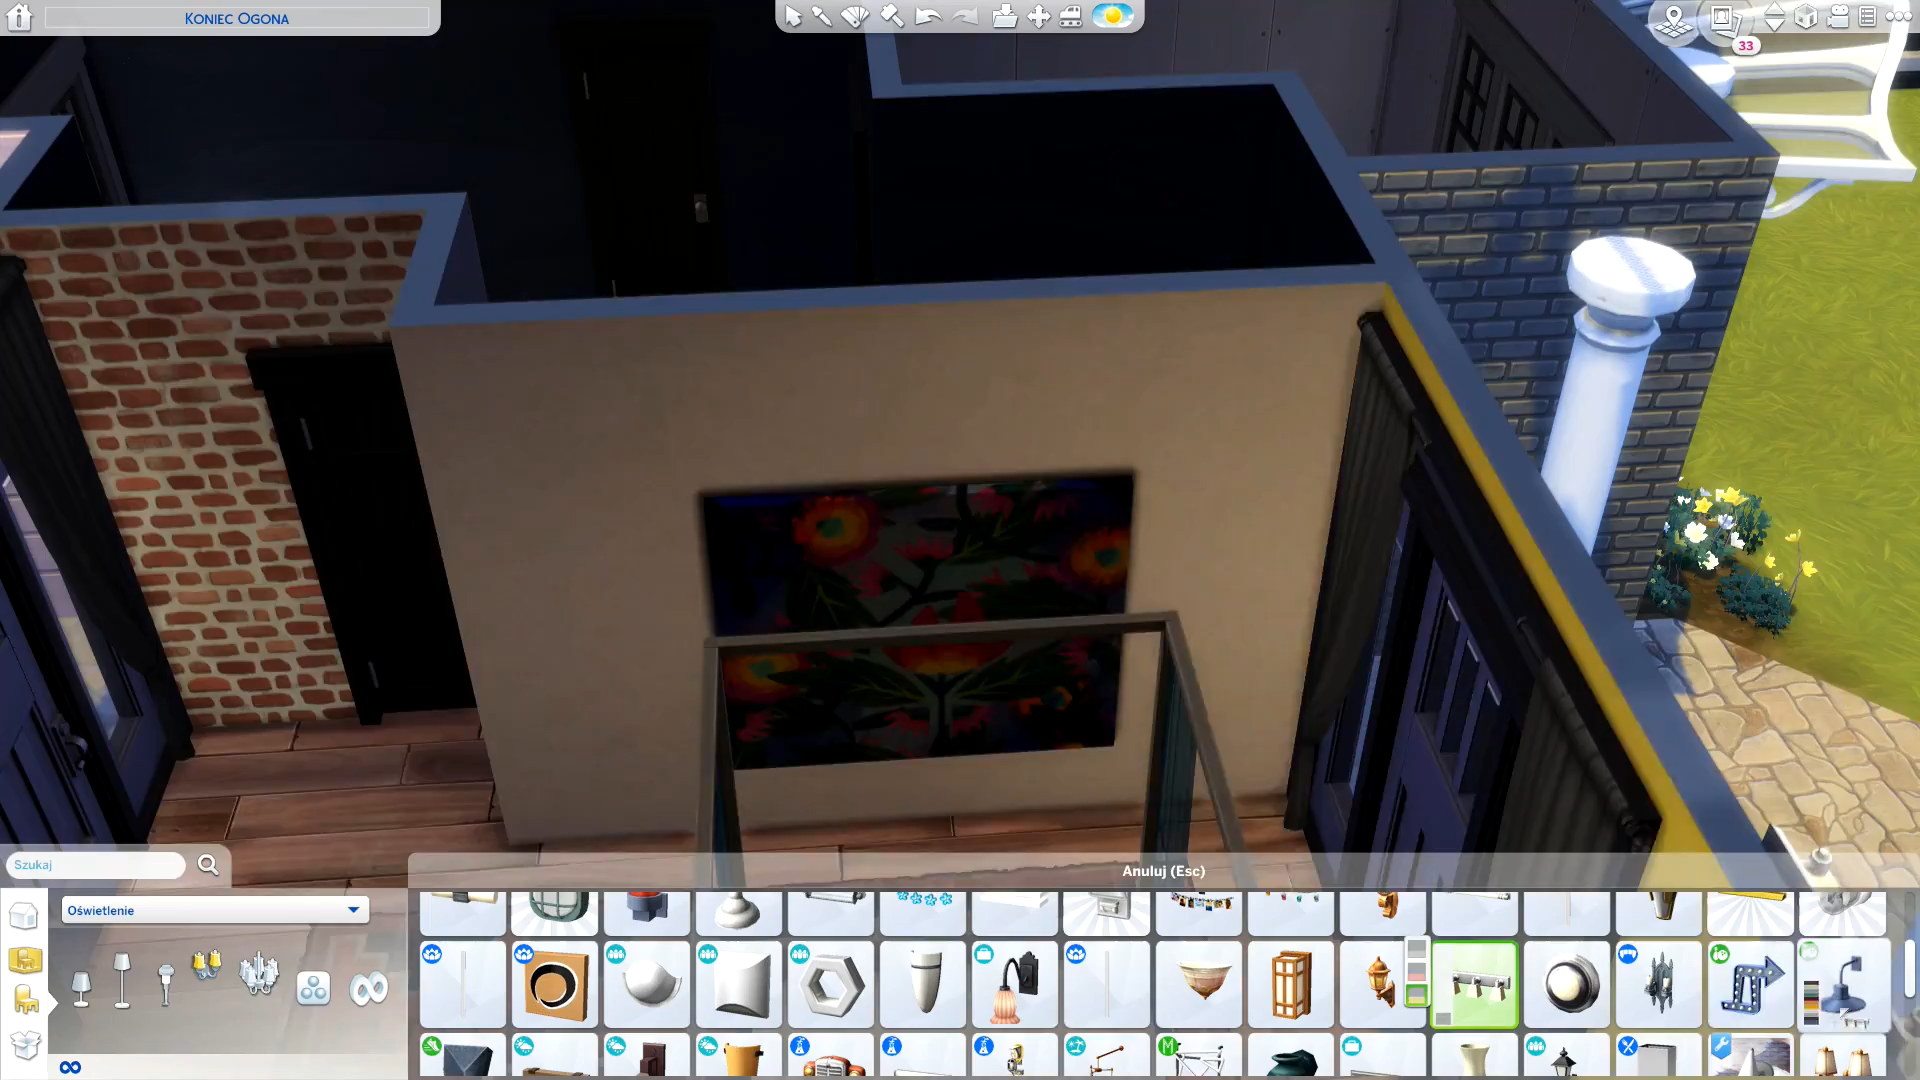 Koniec Ogona
33
Anuluj (Esc)
Szukaj
Oświetlenie
M